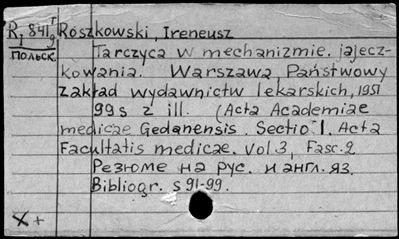 R I 841 T 9 Roszkowski, Ireneusz
ПОЛЬСК. Tarczyca w mechanizmie. jajecz-
kowania. Warszawa, Państwowy
zakład wydawnictw lekarskich, 1951
99 s z ill. (Acta Academiae
medicae Gedanensis. Sectio I. Acta
Facultatis medicae. vol 3, Fasc. 2
Резюме на рус. и англ. яз.
Bibliogr. s 91-99.
X +